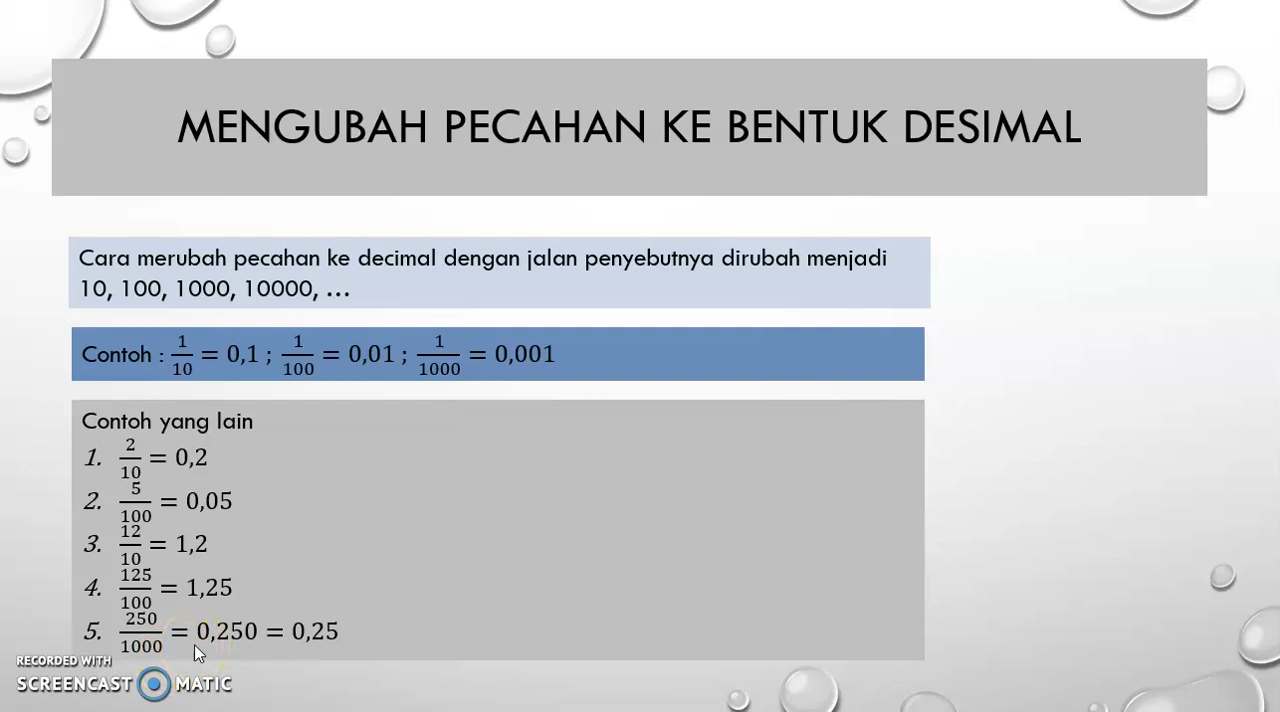 MENGUBAH PECAHAN KE BENTUK DESIMAL
Cara merubah pecahan ke decimal dengan jalan penyebutnya dirubah menjadi
10, 100, 1000, 10000, ...
Contoh : 1/10 = 0,1 ; 1/100 = 0,01 ; 1/1000 = 0,001
Contoh yang lain
1. 2/10 = 0,2
2. 5/100 = 0,05
3. 12/10 = 1,2
4. 125/100 = 1,25
5. 250/1000 = 0,250 = 0,25
RECORDED WITH
SCREENCAST MATIC